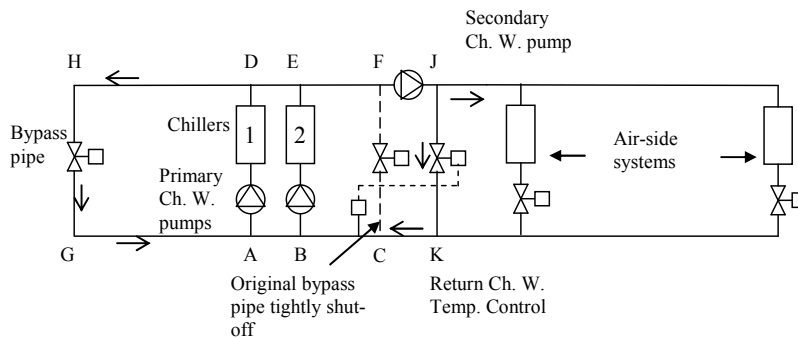 Secondary
Ch. W. pump
H
D
E
F
J
Bypass
pipe
Chillers
1
2
Air-side
systems
Primary
Ch. W.
pumps
G
A
B
C
K
Original bypass
pipe tightly shut-
off
Return Ch. W.
Temp. Control